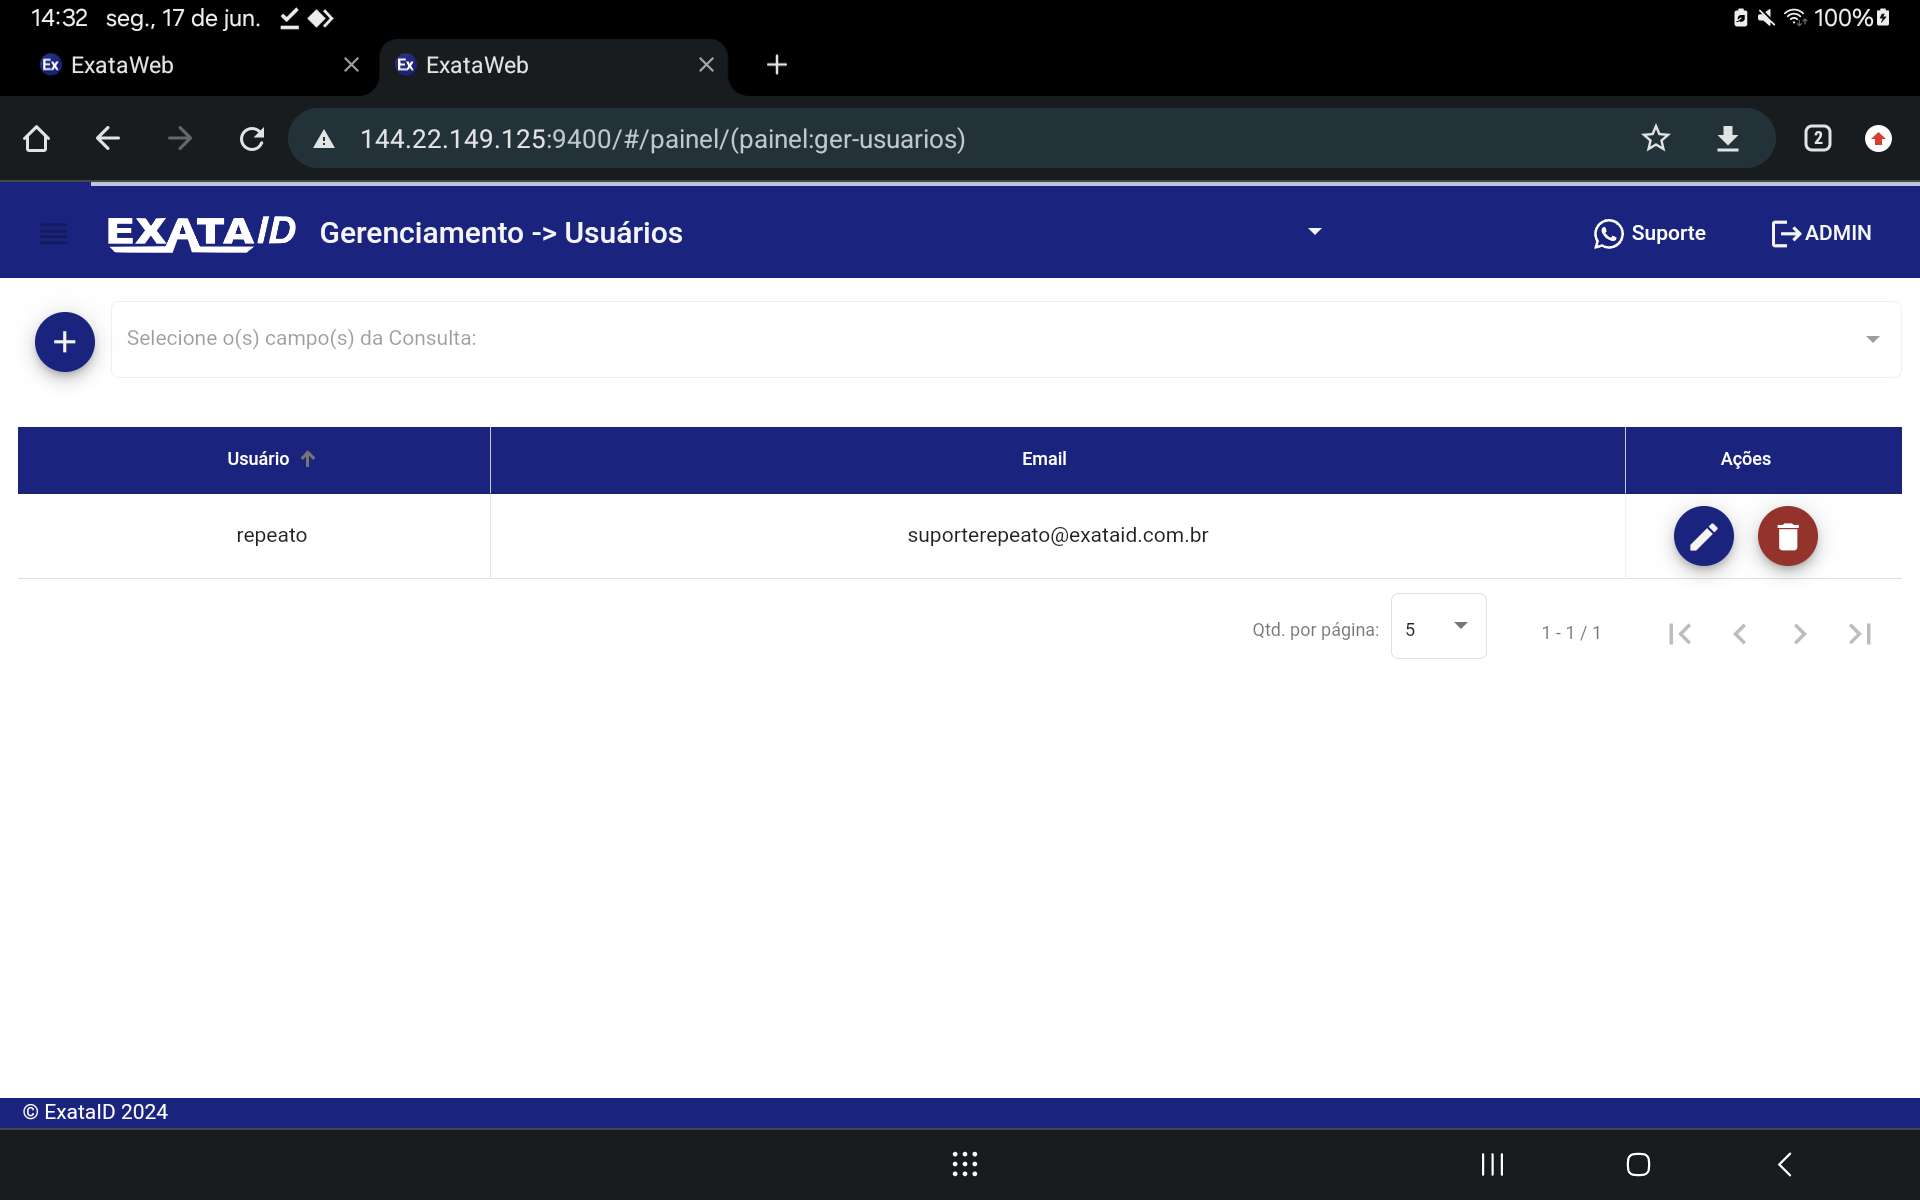 14:32 seg., 17 de jun. 100%
Ex ExataWeb Ex ExataWeb
144.22.149.125:9400/#/painel/(painel:ger-usuarios) 2
EXATAID Gerenciamento -> Usuários Suporte ADMIN
Selecione o(s) campo(s) da Consulta:
Usuário Email Ações
repeato suporterepeato@exataid.com.br
Qtd. por página: 5 1 - 1 / 1
© ExataID 2024